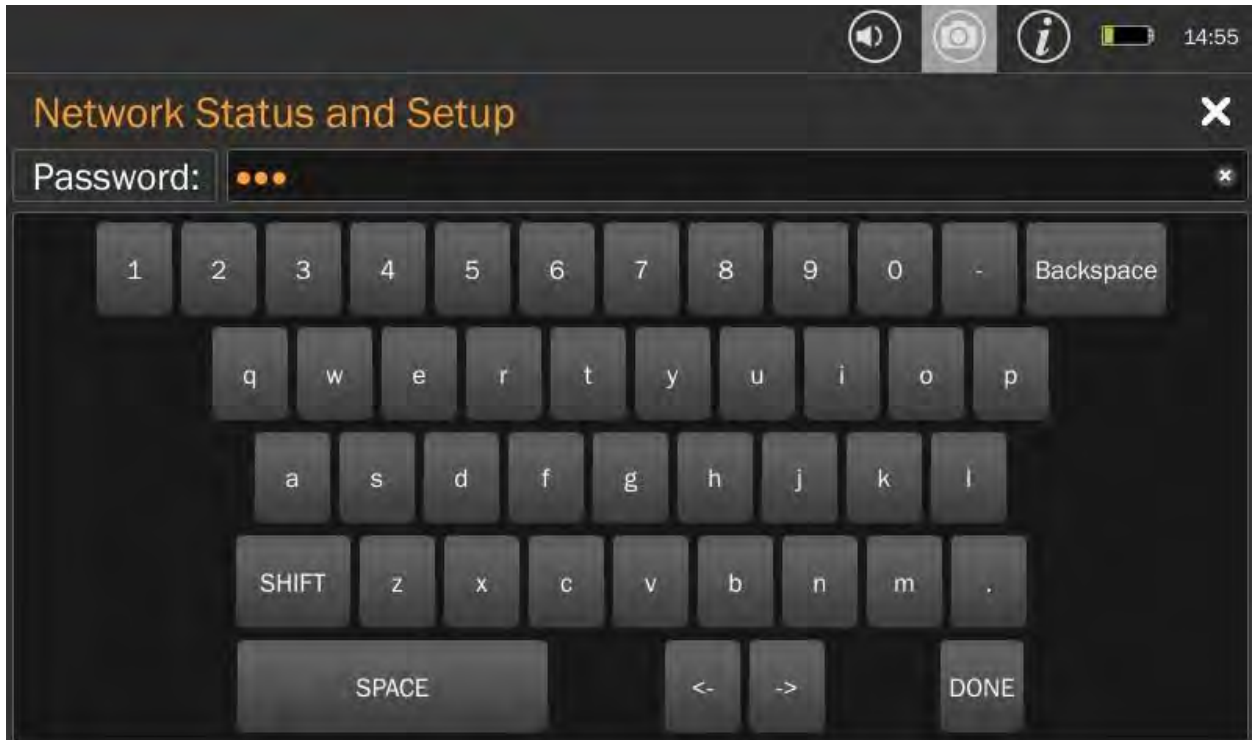 14:55
Network Status and Setup
Password: •••
1 2 3 4 5 6 7 8 9 0 - Backspace
q w e r t y u i o p
a s d f g h j k l
SHIFT z x c v b n m .
SPACE <- -> DONE